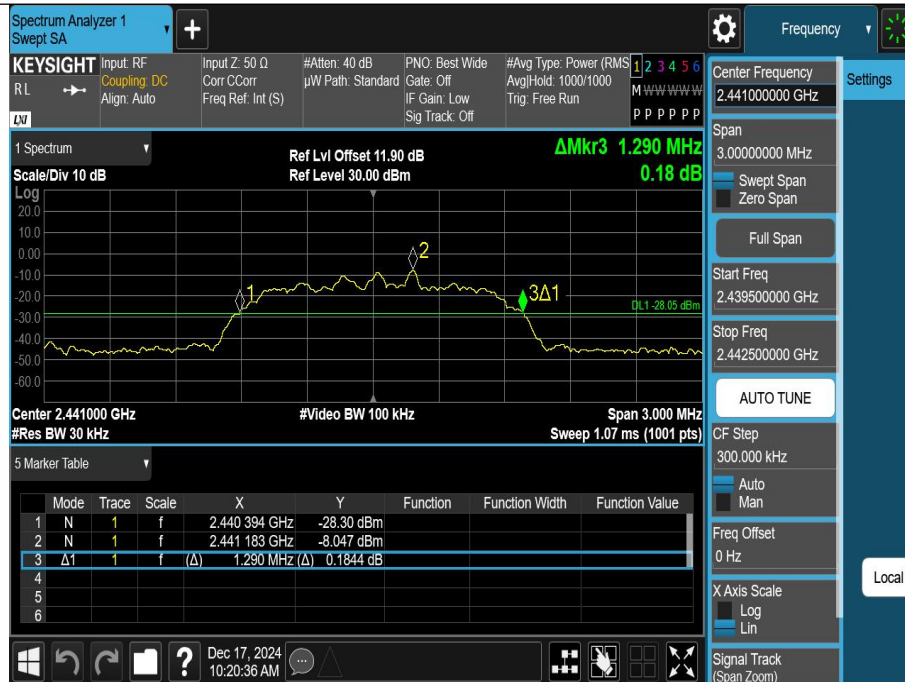 Spectrum Analyzer 1
Swept SA
+
Frequency
KEYSIGHT
RL
LXI
Input: RF
Coupling: DC
Align: Auto
Input Z: 50 Ω
Corr CCorr
Freq Ref: Int (S)
#Atten: 40 dB
µW Path: Standard
PNO: Best Wide
Gate: Off
IF Gain: Low
Sig Track: Off
#Avg Type: Power (RMS
Avg|Hold: 1000/1000
Trig: Free Run
1 2 3 4 5 6
M W W W W W
P P P P P P
1 Spectrum
Scale/Div 10 dB
Ref Lvl Offset 11.90 dB
Ref Level 30.00 dBm
ΔMkr3 1.290 MHz
0.18 dB
Log
20.0
10.0
0.00
-10.0
-20.0
-30.0
-40.0
-50.0
-60.0
1
2
3Δ1
DL1 -28.05 dBm
Center 2.441000 GHz
#Video BW 100 kHz
Span 3.000 MHz
#Res BW 30 kHz
Sweep 1.07 ms (1001 pts)
5 Marker Table
Mode Trace Scale X Y Function Function Width Function Value
1 N 1 f 2.440 394 GHz -28.30 dBm
2 N 1 f 2.441 183 GHz -8.047 dBm
3 Δ1 1 f (Δ) 1.290 MHz (Δ) 0.1844 dB
4
5
6
?
Dec 17, 2024
10:20:36 AM
Center Frequency
2.441000000 GHz
Span
3.00000000 MHz
Swept Span
Zero Span
Full Span
Start Freq
2.439500000 GHz
Stop Freq
2.442500000 GHz
AUTO TUNE
CF Step
300.000 kHz
Auto
Man
Freq Offset
0 Hz
X Axis Scale
Log
Lin
Signal Track
(Span Zoom)
Settings
Local